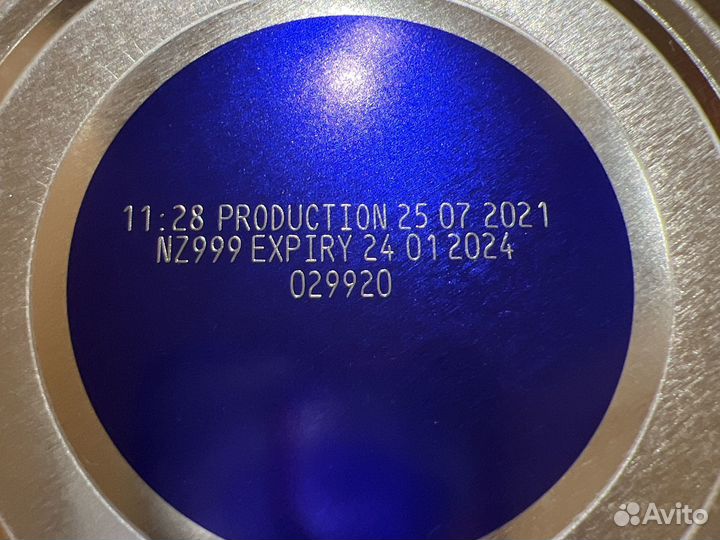 11:28 PRODUCTION 25 07 2021
NZ999 EXPIRY 24 01 2024
029920
Avito